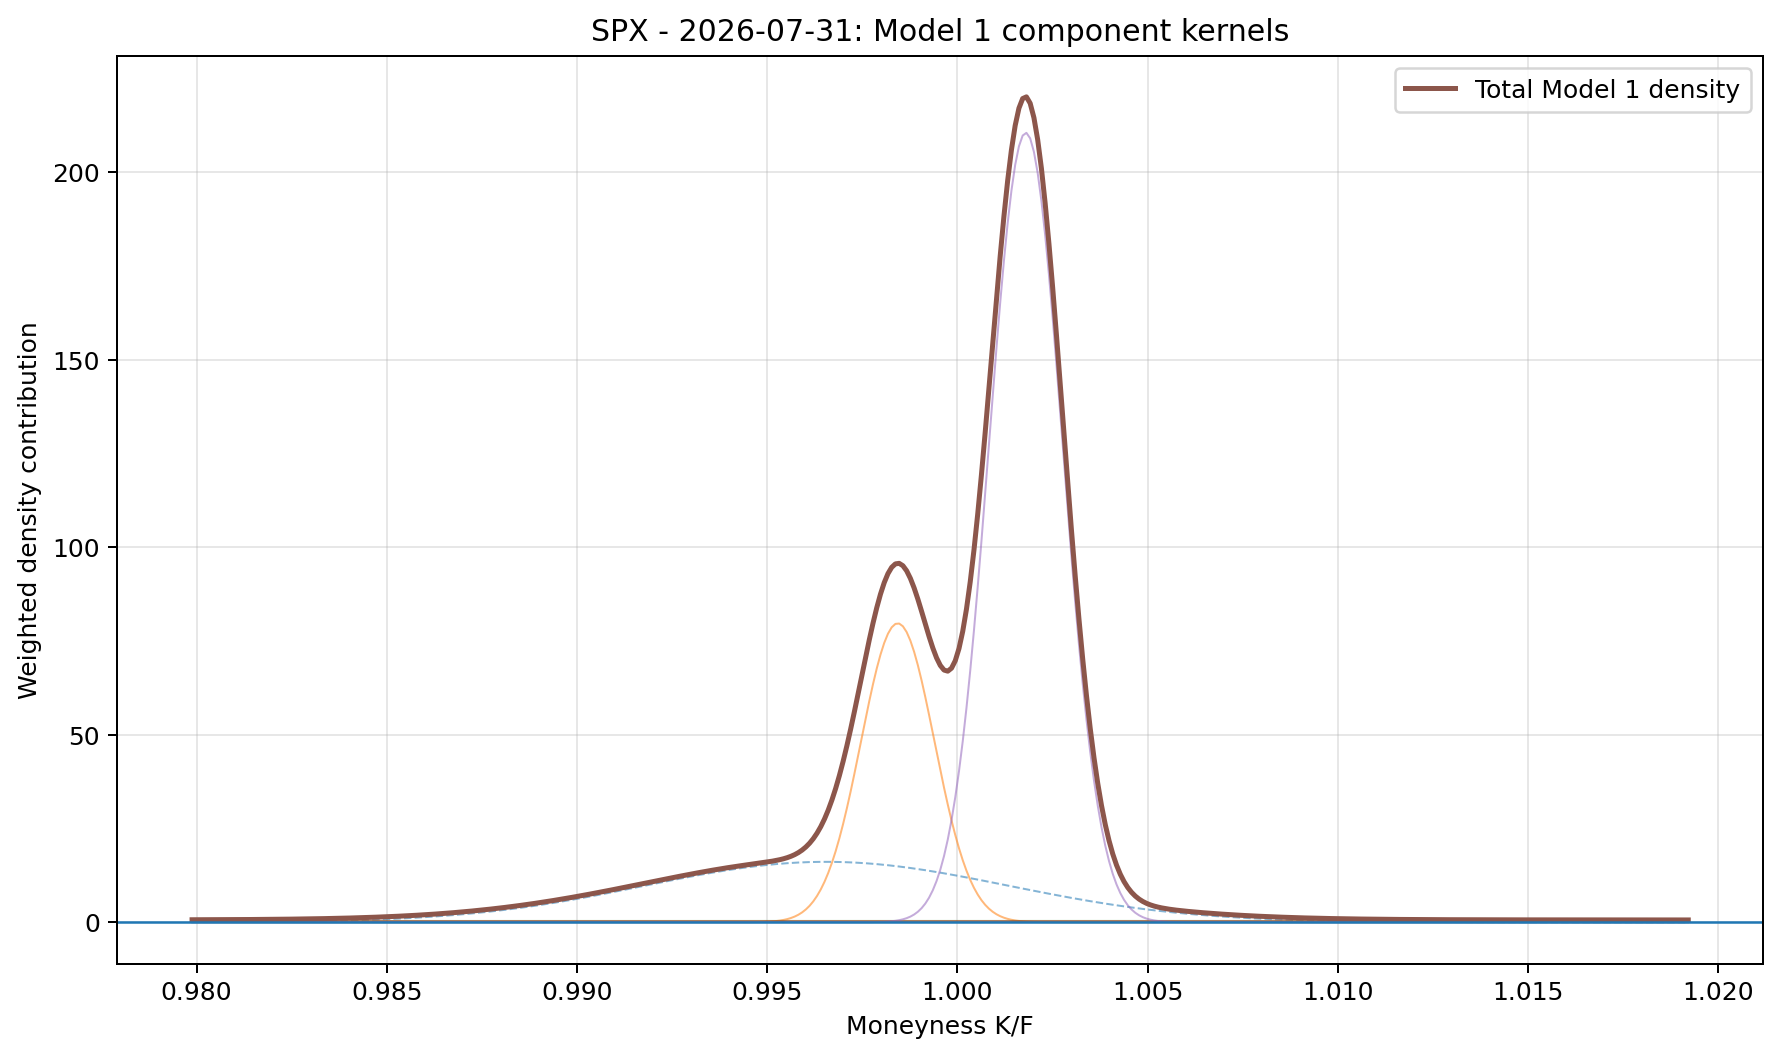 SPX - 2026-07-31: Model 1 component kernels
Total Model 1 density
Weighted density contribution
200
150
100
50
0
0.980 0.985 0.990 0.995 1.000 1.005 1.010 1.015 1.020
Moneyness K/F